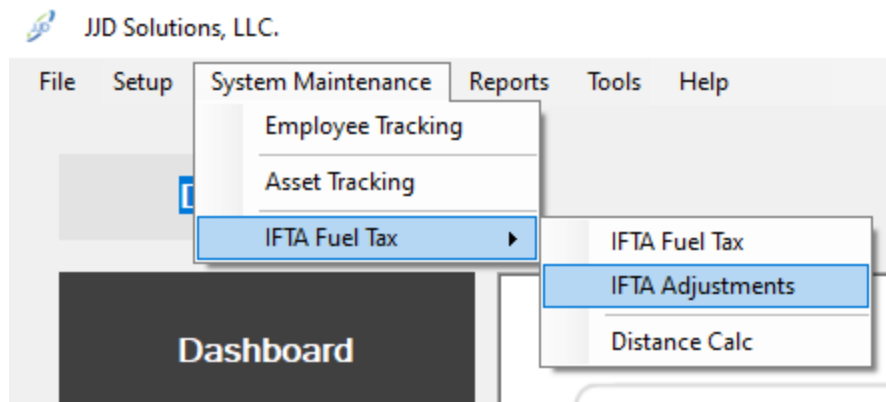 JJD Solutions, LLC.
File Setup System Maintenance Reports Tools Help
Employee Tracking
Asset Tracking
IFTA Fuel Tax
IFTA Fuel Tax
IFTA Adjustments
Distance Calc
Dashboard